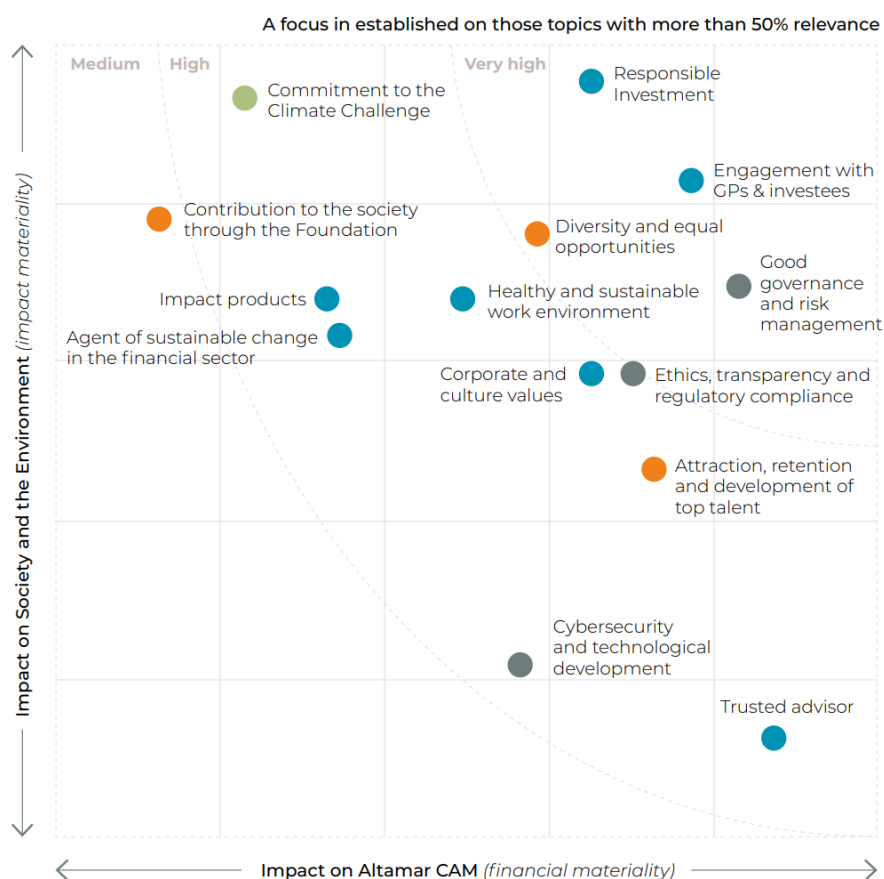 A focus in established on those topics with more than 50% relevance
Medium
High
Very high
Commitment to the
Climate Challenge
Responsible
Investment
Engagement with
GPs & investees
Contribution to the society
through the Foundation
Diversity and equal
opportunities
Good
governance
and risk
management
Impact products
Healthy and sustainable
work environment
Agent of sustainable change
in the financial sector
Corporate and
culture values
Ethics, transparency and
regulatory compliance
Attraction, retention
and development of
top talent
Cybersecurity
and technological
development
Trusted advisor
Impact on Society and the Environment (impact materiality)
Impact on Altamar CAM (financial materiality)